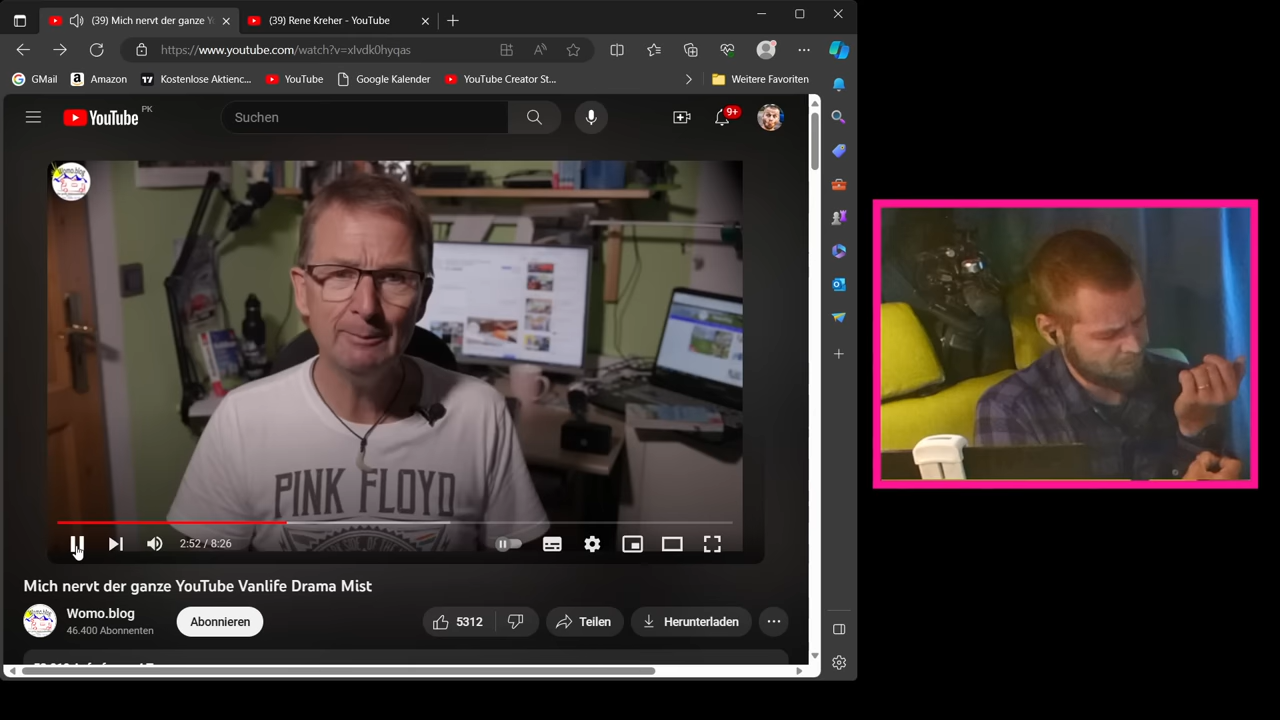 (39) Mich nervt der ganze Y
(39) Rene Kreher - YouTube
https://www.youtube.com/watch?v=xlvdk0hyqas
GMail
Amazon
Kostenlose Aktienc...
YouTube
Google Kalender
YouTube Creator St...
Weitere Favoriten
YouTube PK
Suchen
9+
Womo.blog
PINK FLOYD
2:52 / 8:26
Mich nervt der ganze YouTube Vanlife Drama Mist
Womo.blog
46.400 Abonnenten
Abonnieren
5312
Teilen
Herunterladen